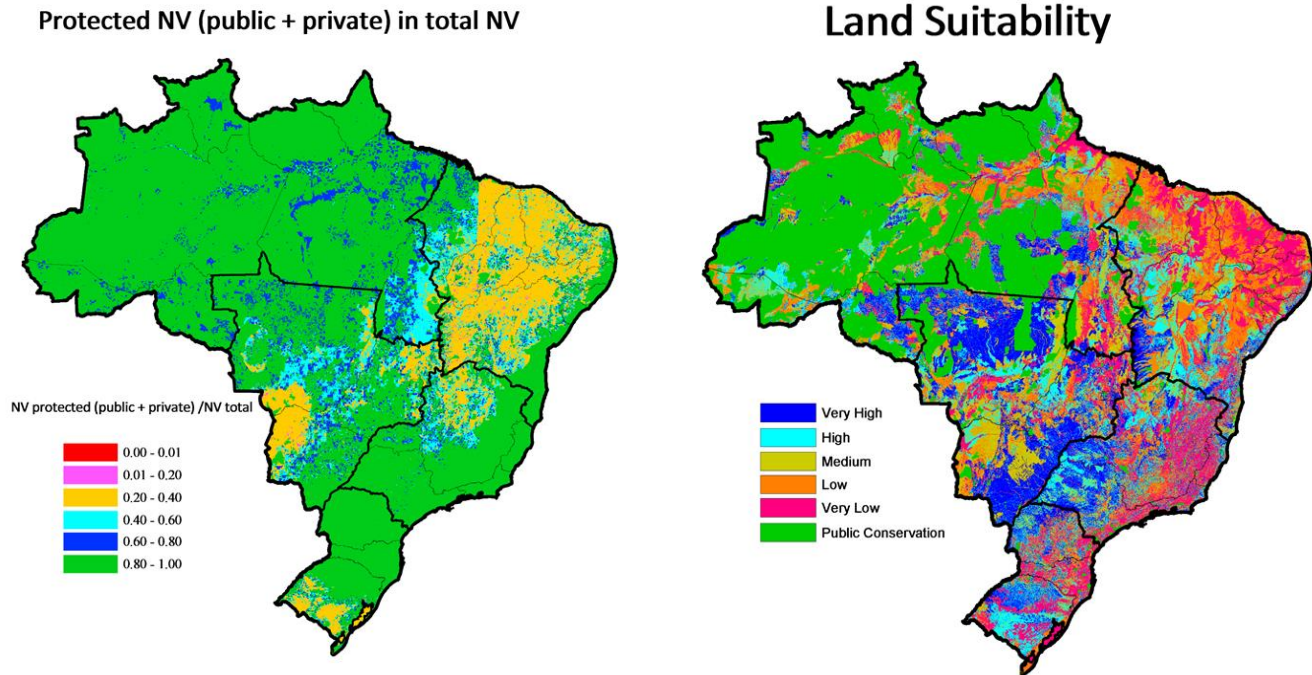 Protected NV (public + private) in total NV
NV protected (public + private) /NV total
0.00 - 0.01
0.01 - 0.20
0.20 - 0.40
0.40 - 0.60
0.60 - 0.80
0.80 - 1.00
Land Suitability
Very High
High
Medium
Low
Very Low
Public Conservation